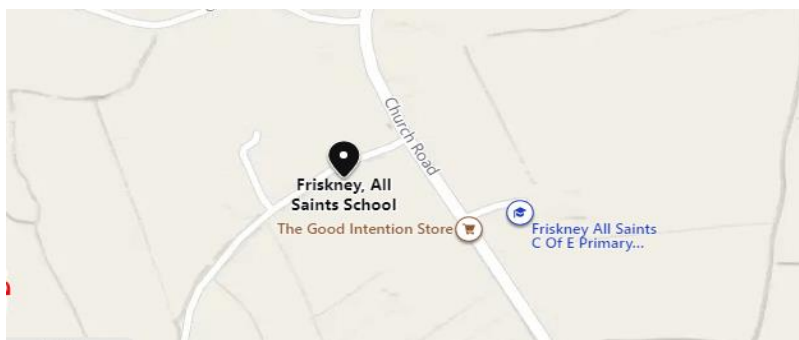 Church Road
Friskney, All
Saints School
The Good Intention Store
Friskney All Saints
C Of E Primary...